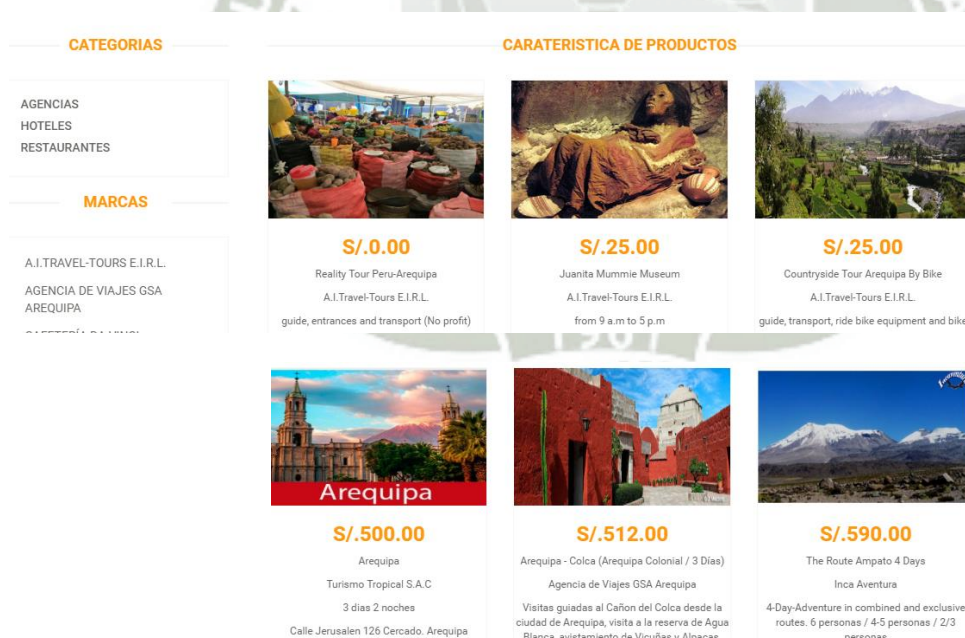 CATEGORIAS
AGENCIAS
HOTELES
RESTAURANTES
MARCAS
A.I.TRAVEL-TOURS E.I.R.L.
AGENCIA DE VIAJES GSA
AREQUIPA
CARATERISTICA DE PRODUCTOS
S/.0.00
Reality Tour Peru-Arequipa
A.I.Travel-Tours E.I.R.L.
guide, entrances and transport (No profit)
S/.25.00
Juanita Mummie Museum
A.I.Travel-Tours E.I.R.L.
from 9 a.m to 5 p.m
S/.25.00
Countryside Tour Arequipa By Bike
A.I.Travel-Tours E.I.R.L.
guide, transport, ride bike equipment and bike
Arequipa
S/.500.00
Arequipa
Turismo Tropical S.A.C
3 dias 2 noches
Calle Jerusalen 126 Cercado. Arequipa
S/.512.00
Arequipa - Colca (Arequipa Colonial / 3 Días)
Agencia de Viajes GSA Arequipa
Visitas guiadas al Cañon del Colca desde la
ciudad de Arequipa, visita a la reserva de Agua
Blanca, avistamiento de Vicuñas y Alpacas
S/.590.00
The Route Ampato 4 Days
Inca Aventura
4-Day-Adventure in combined and exclusive
routes. 6 personas / 4-5 personas / 2/3
personas